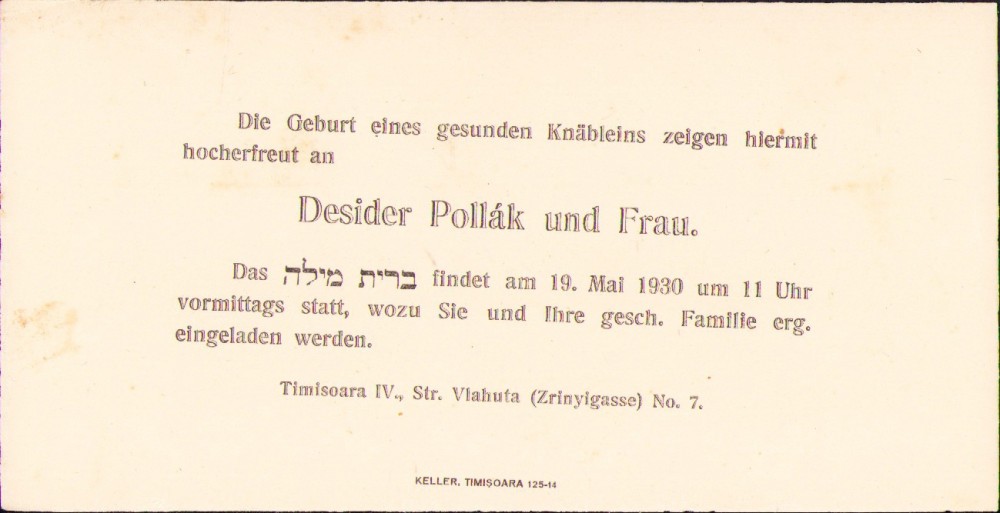 Die Geburt eines gesunden Knäbleins zeigen hiermit
hocherfreut an
Desider Pollák und Frau.
Das ברית מילה findet am 19. Mai 1930 um 11 Uhr
vormittags statt, wozu Sie und Ihre gesch. Familie erg.
eingeladen werden.
Timisoara IV., Str. Vlahuta (Zrinyigasse) No. 7.
KELLER, TIMIȘOARA 125-14